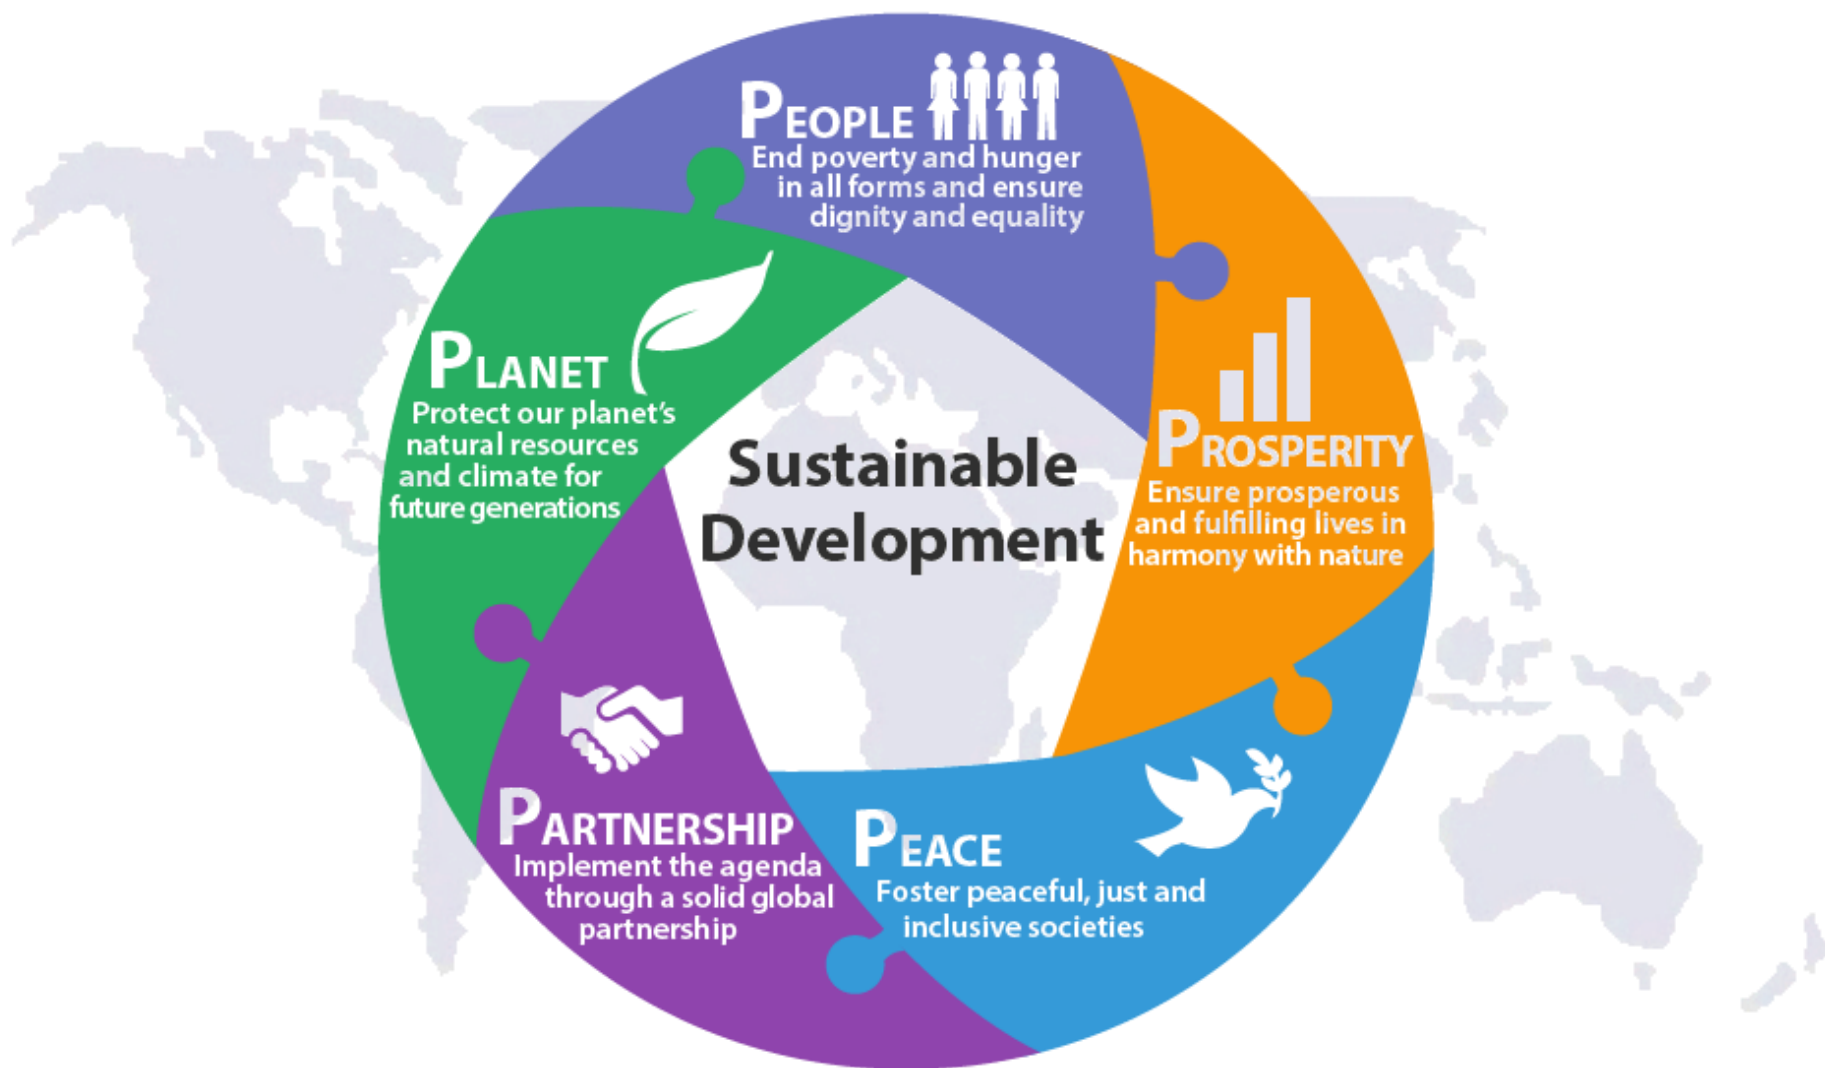 PEOPLE
End poverty and hunger
in all forms and ensure
dignity and equality
PROSPERITY
Ensure prosperous
and fulfilling lives in
harmony with nature
PEACE
Foster peaceful, just and
inclusive societies
PARTNERSHIP
Implement the agenda
through a solid global
partnership
PLANET
Protect our planet's
natural resources
and climate for
future generations
Sustainable
Development